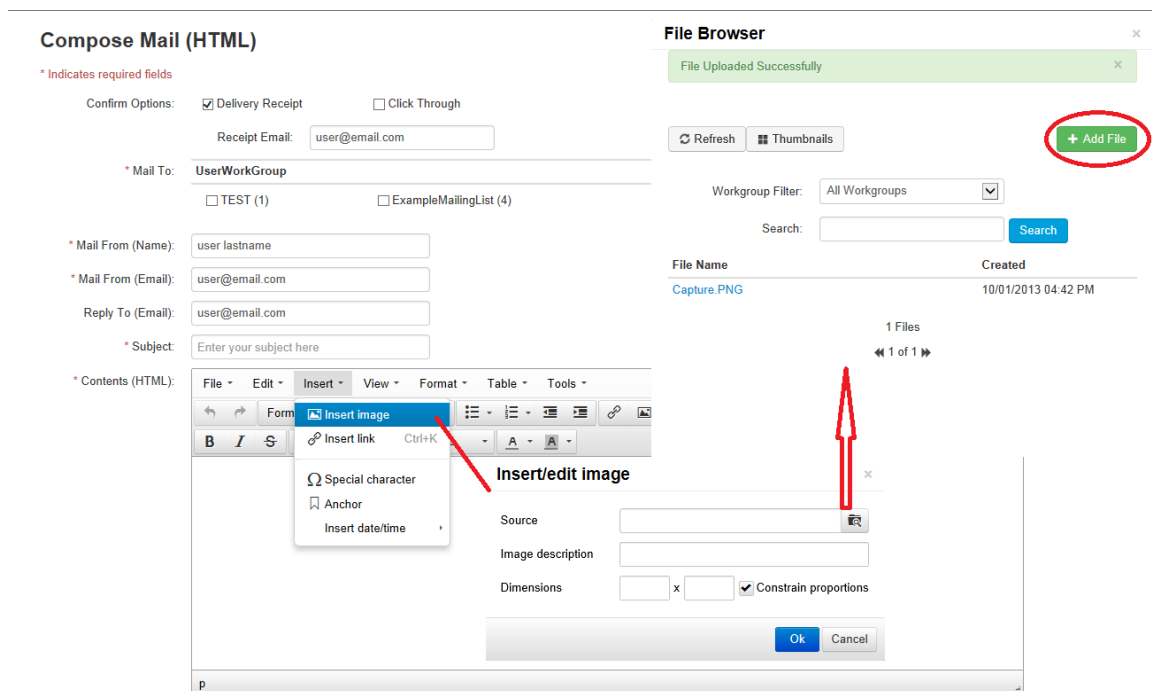 Compose Mail (HTML)
* Indicates required fields
Confirm Options: Delivery Receipt Click Through
Receipt Email: user@email.com
* Mail To: UserWorkGroup
TEST (1) ExampleMailingList (4)
* Mail From (Name): user lastname
* Mail From (Email): user@email.com
Reply To (Email): user@email.com
* Subject: Enter your subject here
* Contents (HTML): File Edit Insert View Format Table Tools
Form
B I S A A
Insert image
Insert link Ctrl+K
Special character
Anchor
Insert date/time
p
File Browser ×
File Uploaded Successfully ×
Refresh Thumbnails + Add File
Workgroup Filter: All Workgroups
Search: Search
File Name Created
Capture.PNG 10/01/2013 04:42 PM
1 Files
1 of 1
Insert/edit image ×
Source
Image description
Dimensions x Constrain proportions
Ok Cancel